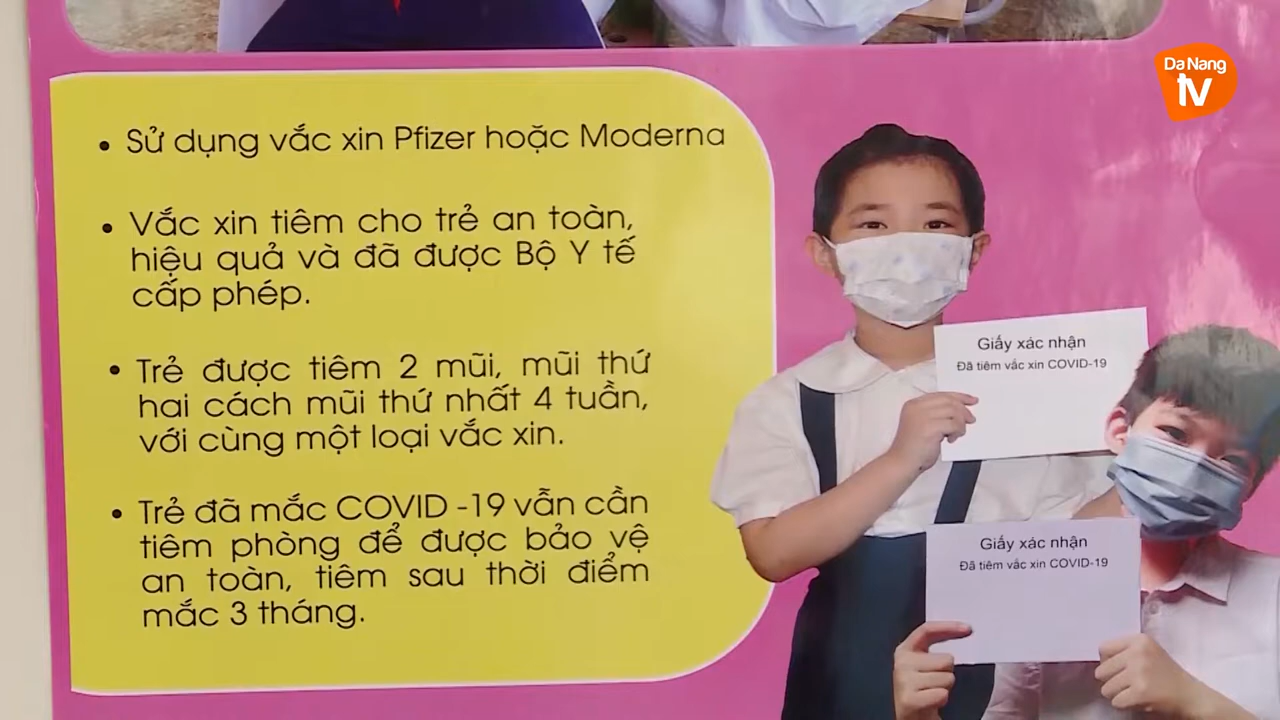 Da Nang
tv
• Sử dụng vắc xin Pfizer hoặc Moderna
• Vắc xin tiêm cho trẻ an toàn,
hiệu quả và đã được Bộ Y tế
cấp phép.
• Trẻ được tiêm 2 mũi, mũi thứ
hai cách mũi thứ nhất 4 tuần,
với cùng một loại vắc xin.
• Trẻ đã mắc COVID -19 vẫn cần
tiêm phòng để được bảo vệ
an toàn, tiêm sau thời điểm
mắc 3 tháng.
Giấy xác nhận
Đã tiêm vắc xin COVID-19
Giấy xác nhận
Đã tiêm vắc xin COVID-19